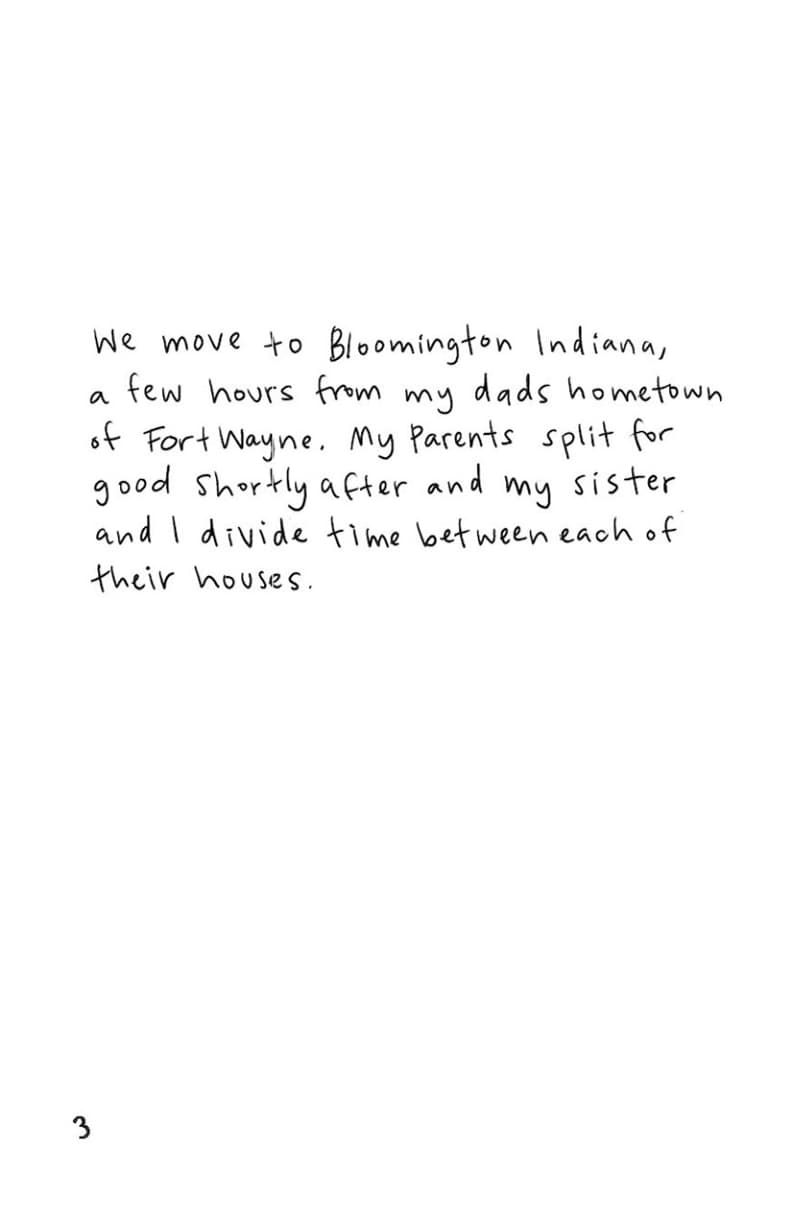 We move to Bloomington Indiana,
a few hours from my dads hometown
of Fort Wayne. My Parents split for
good shortly after and my sister
and I divide time between each of
their houses.
3